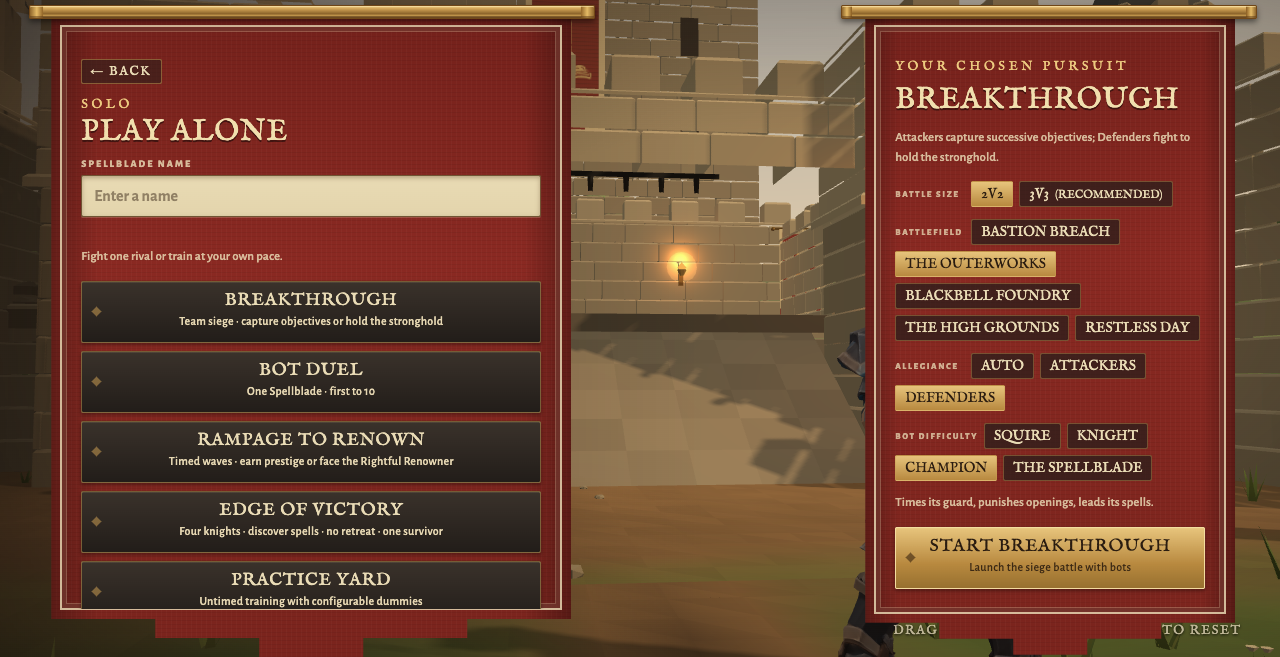 ← BACK
SOLO
PLAY ALONE
SPELLBLADE NAME
Enter a name
Fight one rival or train at your own pace.
BREAKTHROUGH
Team siege · capture objectives or hold the stronghold
BOT DUEL
One Spellblade · first to 10
RAMPAGE TO RENOWN
Timed waves · earn prestige or face the Rightful Renowner
EDGE OF VICTORY
Four knights · discover spells · no retreat · one survivor
PRACTICE YARD
Untimed training with configurable dummies
YOUR CHOSEN PURSUIT
BREAKTHROUGH
Attackers capture successive objectives; Defenders fight to
hold the stronghold.
BATTLE SIZE 2V2 3V3 (RECOMMENDED)
BATTLEFIELD BASTION BREACH
THE OUTERWORKS
BLACKBELL FOUNDRY
THE HIGH GROUNDS RESTLESS DAY
ALLEGIANCE AUTO ATTACKERS
DEFENDERS
BOT DIFFICULTY SQUIRE KNIGHT
CHAMPION THE SPELLBLADE
Times its guard, punishes openings, leads its spells.
START BREAKTHROUGH
Launch the siege battle with bots
DRAG TO RESET